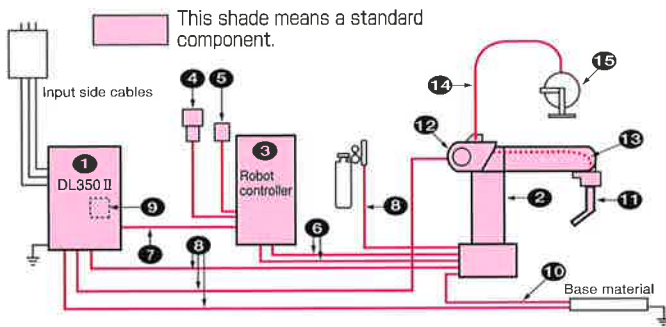 This shade means a standard
component.
15
4
5
14
Input side cables
12
13
1
3
DL350 II
Robot
controller
8
2
11
9
6
7
8
10
Base material